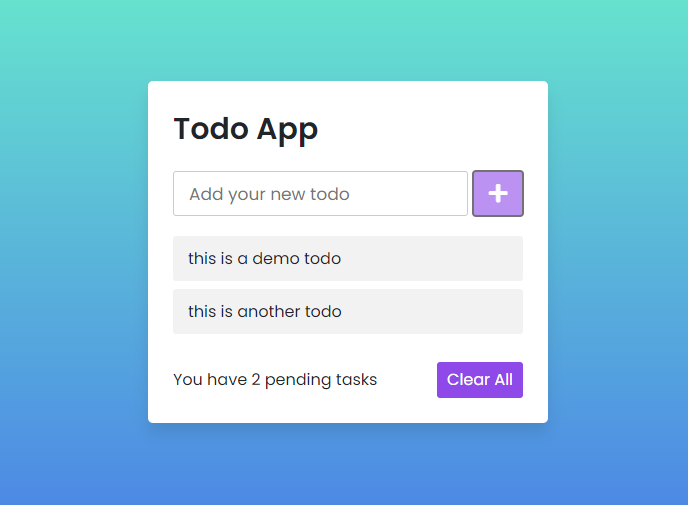 Todo App
Add your new todo
this is a demo todo
this is another todo
You have 2 pending tasks
Clear All